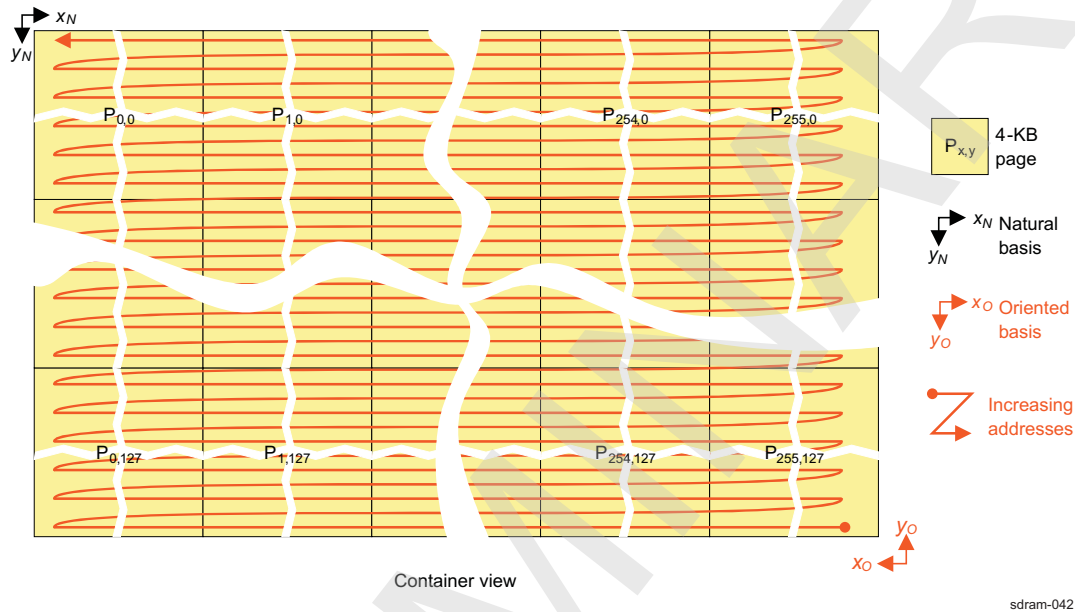 x_N
y_N
P_0,0 P_1,0 P_254,0 P_255,0
P_x,y 4-KB page
x_N Natural basis
y_N
x_O Oriented basis
y_O
Increasing addresses
P_0,127 P_1,127 P_254,127 P_255,127
y_O
x_O
Container view
sdram-042